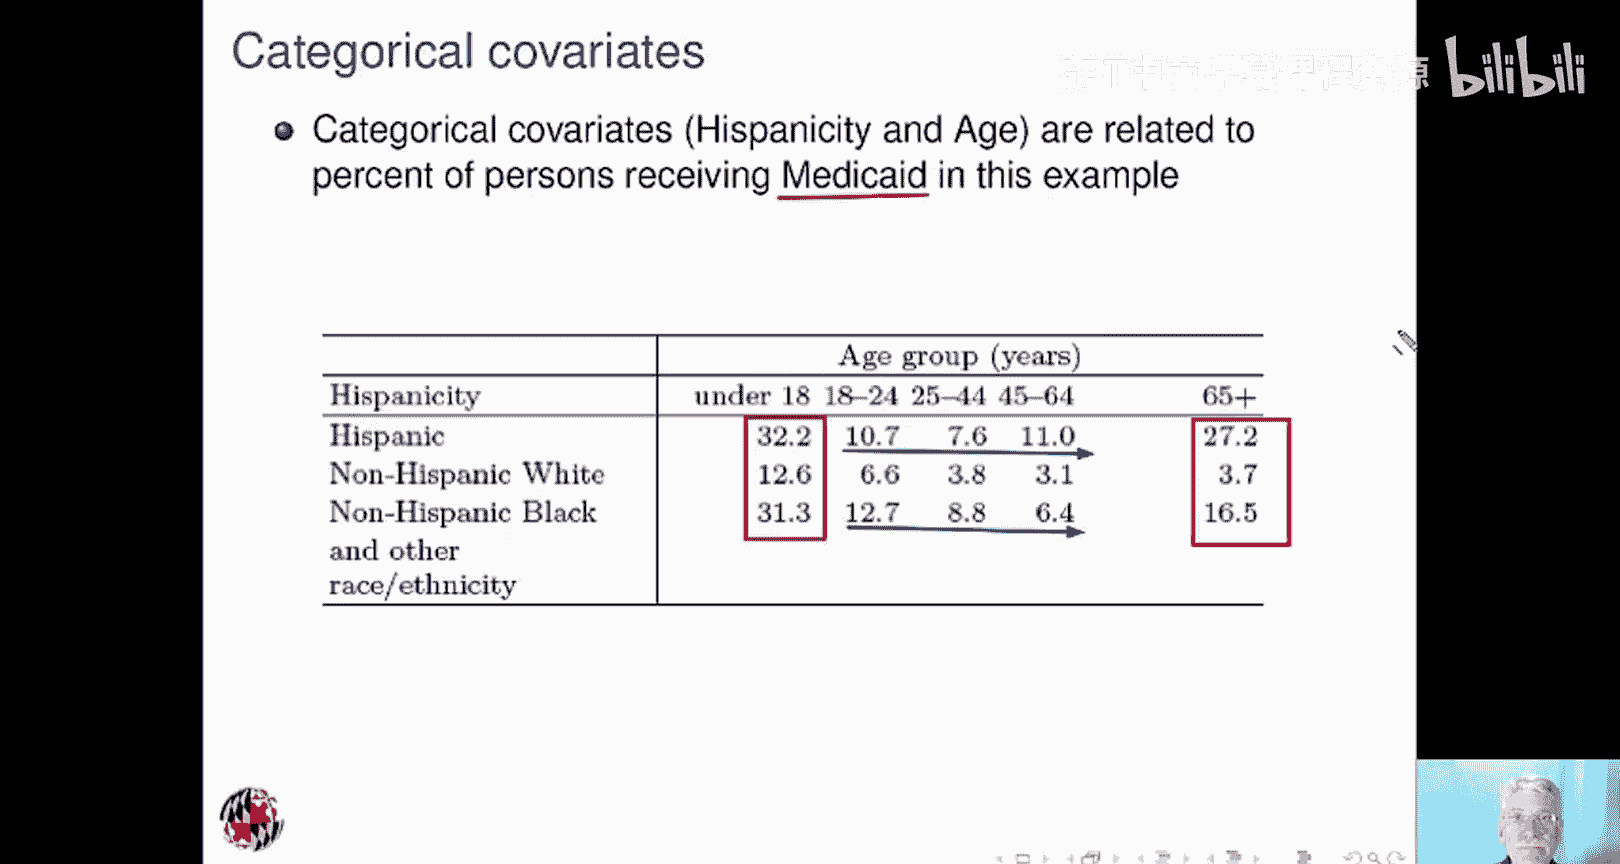 Categorical covariates
bilibili
Categorical covariates (Hispanicity and Age) are related to
percent of persons receiving Medicaid in this example
Age group (years)
Hispanicity under 18 18–24 25–44 45–64 65+
Hispanic 32.2 10.7 7.6 11.0 27.2
Non-Hispanic White 12.6 6.6 3.8 3.1 3.7
Non-Hispanic Black 31.3 12.7 8.8 6.4 16.5
and other
race/ethnicity